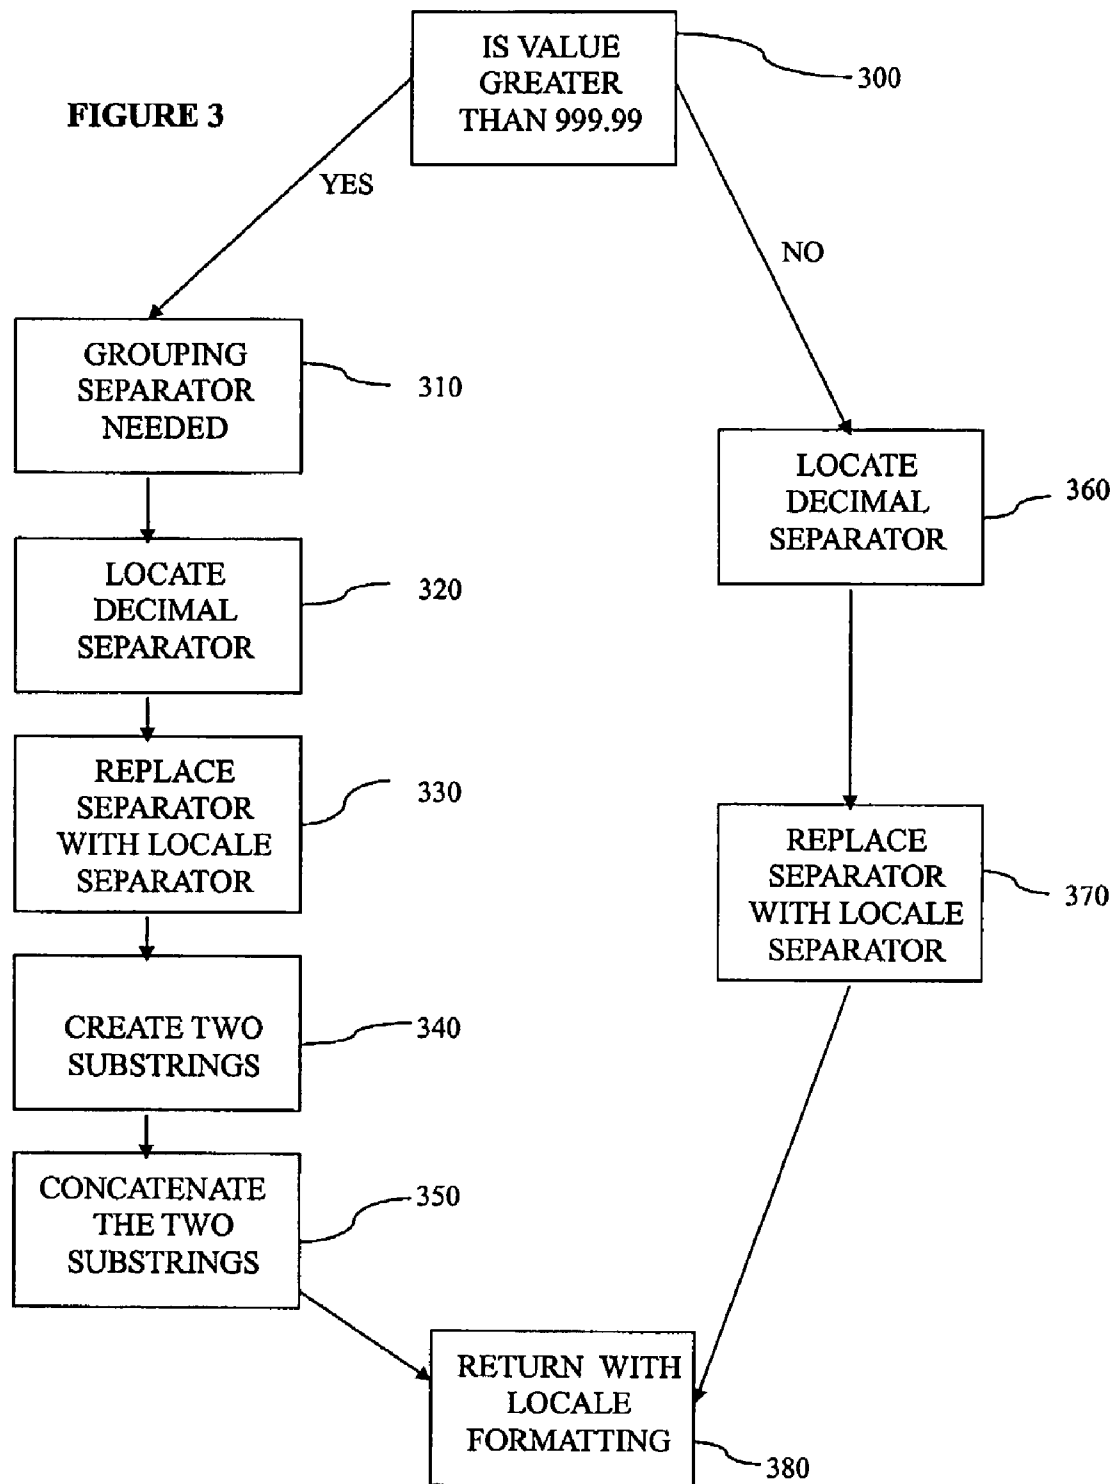 IS VALUE
GREATER
THAN 999.99
300
FIGURE 3
YES
NO
GROUPING
SEPARATOR
NEEDED
310
LOCATE
DECIMAL
SEPARATOR
360
LOCATE
DECIMAL
SEPARATOR
320
REPLACE
SEPARATOR
WITH LOCALE
SEPARATOR
330
REPLACE
SEPARATOR
WITH LOCALE
SEPARATOR
370
CREATE TWO
SUBSTRINGS
340
CONCATENATE
THE TWO
SUBSTRINGS
350
RETURN WITH
LOCALE
FORMATTING
380